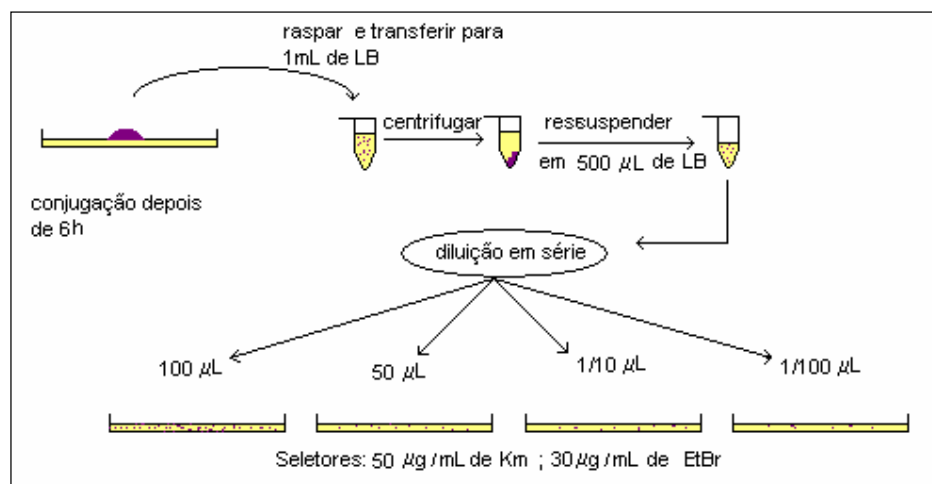 raspar e transferir para
1mL de LB
centrifugar
ressuspender
em 500 µL de LB
conjugação depois
de 6h
diluição em série
100 µL
50 µL
1/10 µL
1/100 µL
Seletores: 50 µg/mL de Km ; 30µg/mL de EtBr